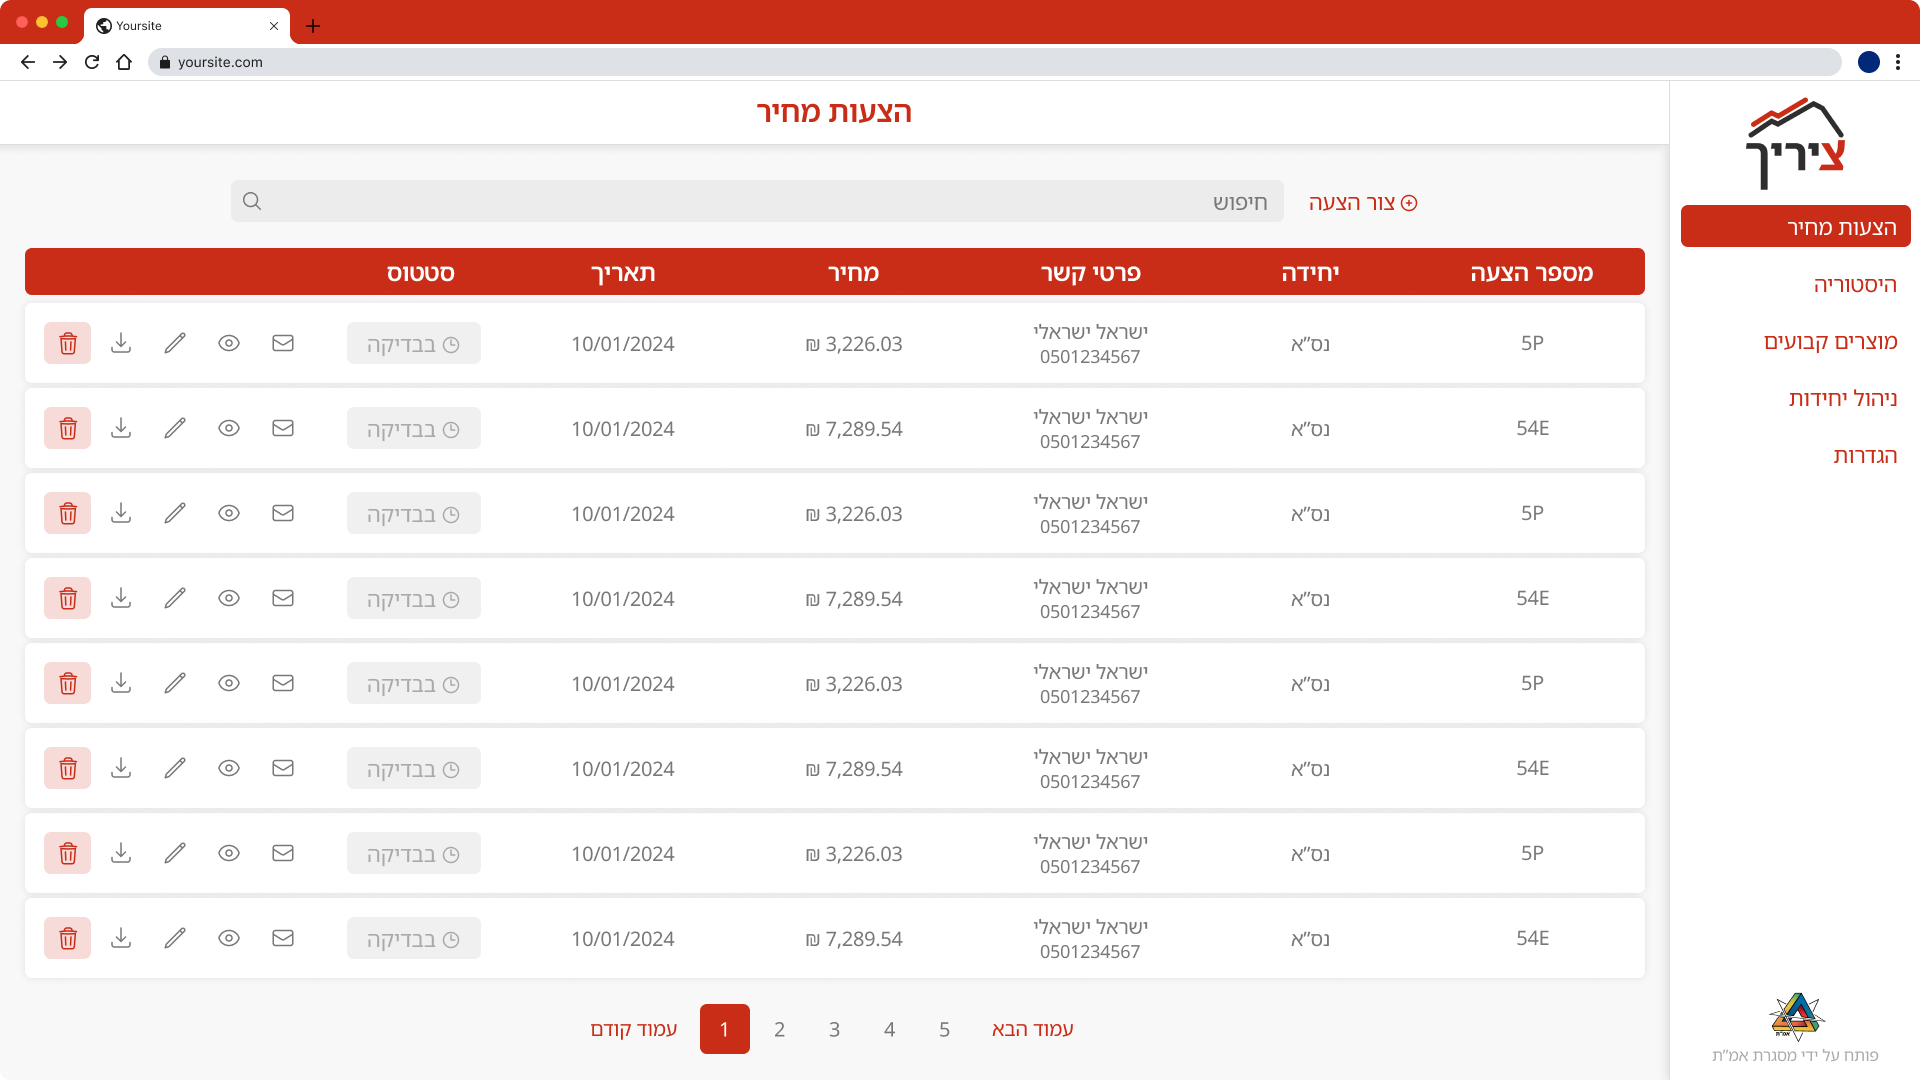 Yoursite
yoursite.com
הצעות מחיר
צור הצעה
חיפוש
מספר הצעה יחידה פרטי קשר מחיר תאריך סטטוס
5P נס״א ישראל ישראלי 3,226.03 ₪ 10/01/2024 בבדיקה
0501234567
54E נס״א ישראל ישראלי 7,289.54 ₪ 10/01/2024 בבדיקה
0501234567
5P נס״א ישראל ישראלי 3,226.03 ₪ 10/01/2024 בבדיקה
0501234567
54E נס״א ישראל ישראלי 7,289.54 ₪ 10/01/2024 בבדיקה
0501234567
5P נס״א ישראל ישראלי 3,226.03 ₪ 10/01/2024 בבדיקה
0501234567
54E נס״א ישראל ישראלי 7,289.54 ₪ 10/01/2024 בבדיקה
0501234567
5P נס״א ישראל ישראלי 3,226.03 ₪ 10/01/2024 בבדיקה
0501234567
54E נס״א ישראל ישראלי 7,289.54 ₪ 10/01/2024 בבדיקה
0501234567
עמוד קודם 1 2 3 4 5 עמוד הבא
ציריך
הצעות מחיר
היסטוריה
מוצרים קבועים
ניהול יחידות
הגדרות
אמ״ת
פותח על ידי מסגרת אמ״ת